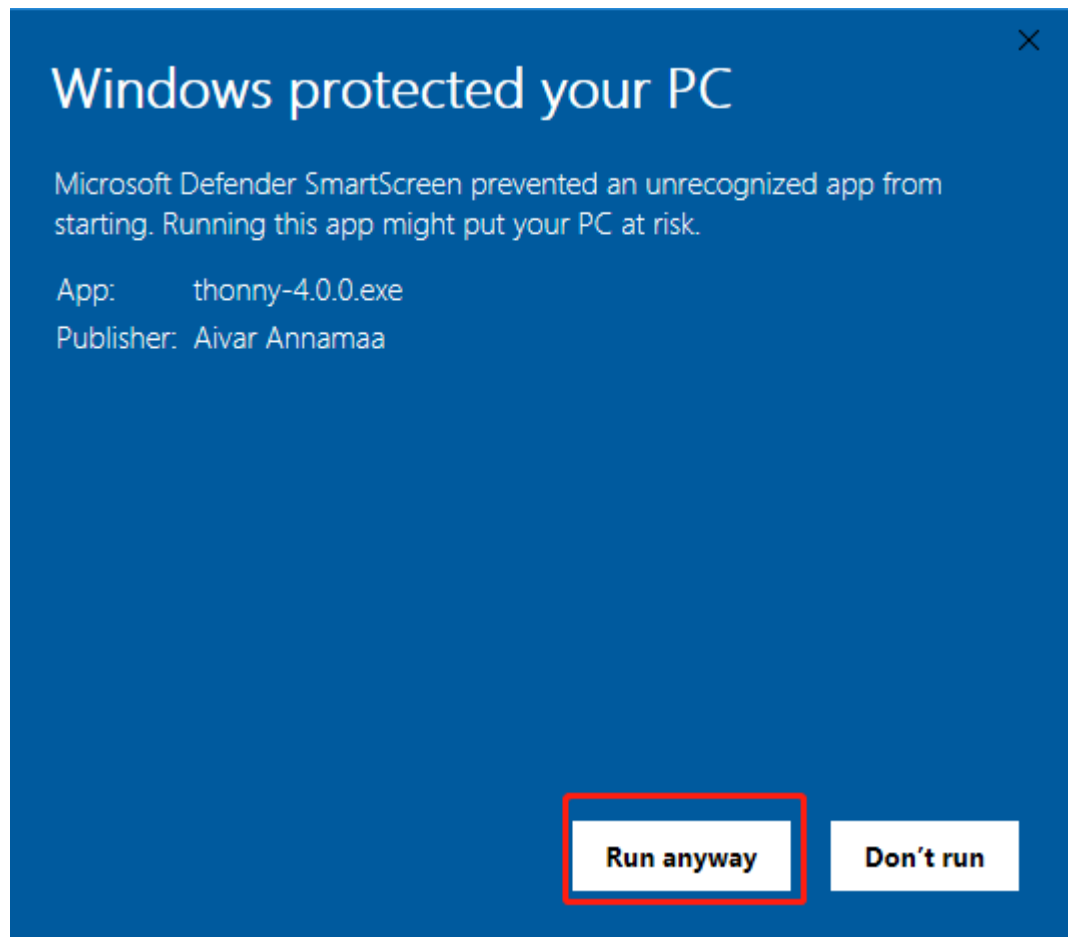 Windows protected your PC
Microsoft Defender SmartScreen prevented an unrecognized app from
starting. Running this app might put your PC at risk.
App: thonny-4.0.0.exe
Publisher: Aivar Annamaa
Run anyway Don't run